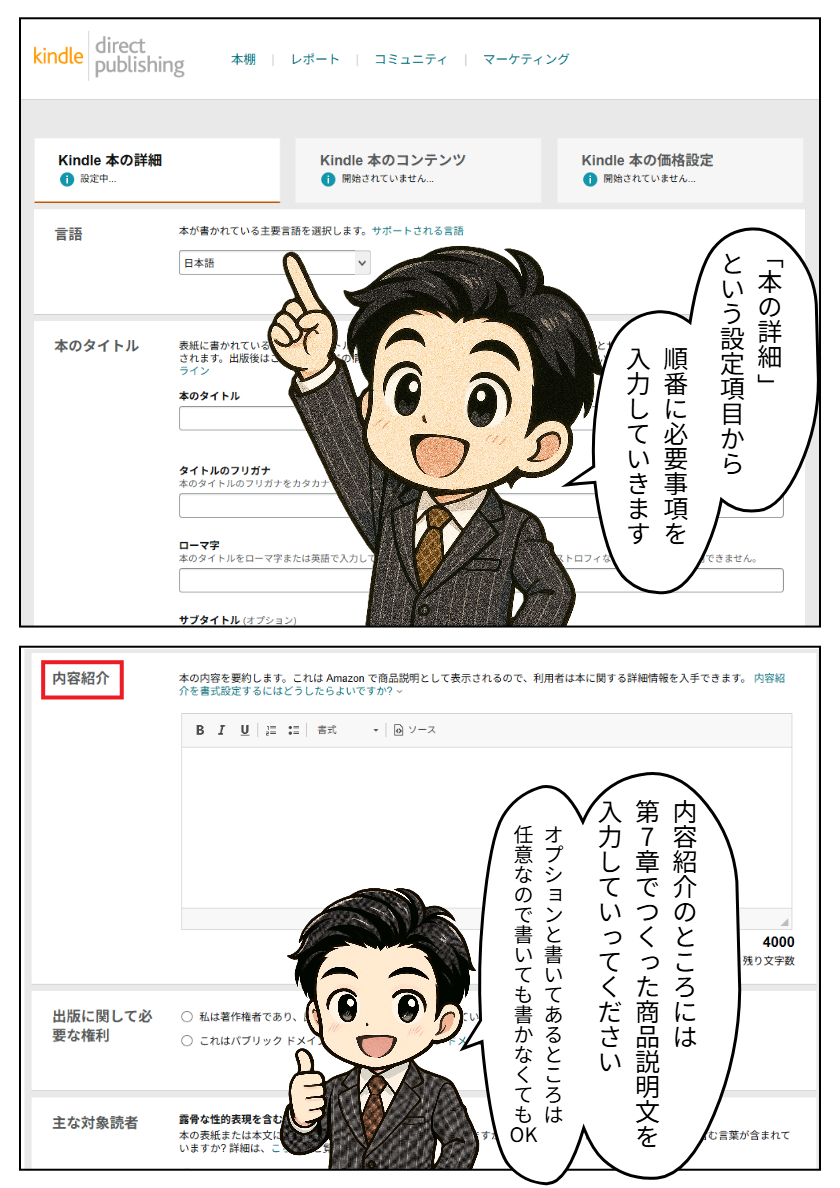 kindle direct publishing
本棚 | レポート | コミュニティ | マーケティング
Kindle 本の詳細
設定中...
Kindle 本のコンテンツ
開始されていません...
Kindle 本の価格設定
開始されていません...
言語
本が書かれている主要言語を選択します。サポートされる言語
日本語
「本の詳細」
という設定項目から
順番に必要事項を
入力していきます
本のタイトル
表紙に書かれている
されます。出版後はこ
ライン
本のタイトル
タイトルのフリガナ
本のタイトルのフリガナをカタカナ
ローマ字
本のタイトルをローマ字または英語で入力して
ストロフィな
できません。
サブタイトル (オプション)
内容紹介
本の内容を要約します。これは Amazon で商品説明として表示されるので、利用者は本に関する詳細情報を入手できます。 内容紹
介を書式設定するにはどうしたらよいですか?
B I U 書式 ソース
内容紹介のところには
第7章でつくった商品説明文を
入力していってください
オプションと書いてあるところは
任意なので書いても書かなくてもOK
4000
残り文字数
出版に関して必
要な権利
私は著作権者であり、
これはパブリック ドメイ
主な対象読者
露骨な性的表現を含む
本の表紙または本文に
む言葉が含まれて
いますか? 詳細は、こ